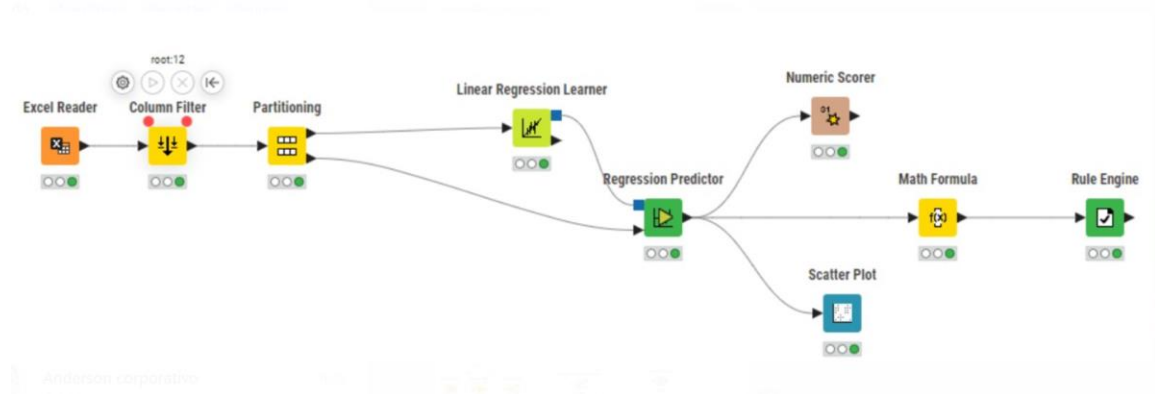 root:12
Excel Reader
Column Filter
Partitioning
Linear Regression Learner
Numeric Scorer
Regression Predictor
Math Formula
Rule Engine
Scatter Plot
Anderson corporativo